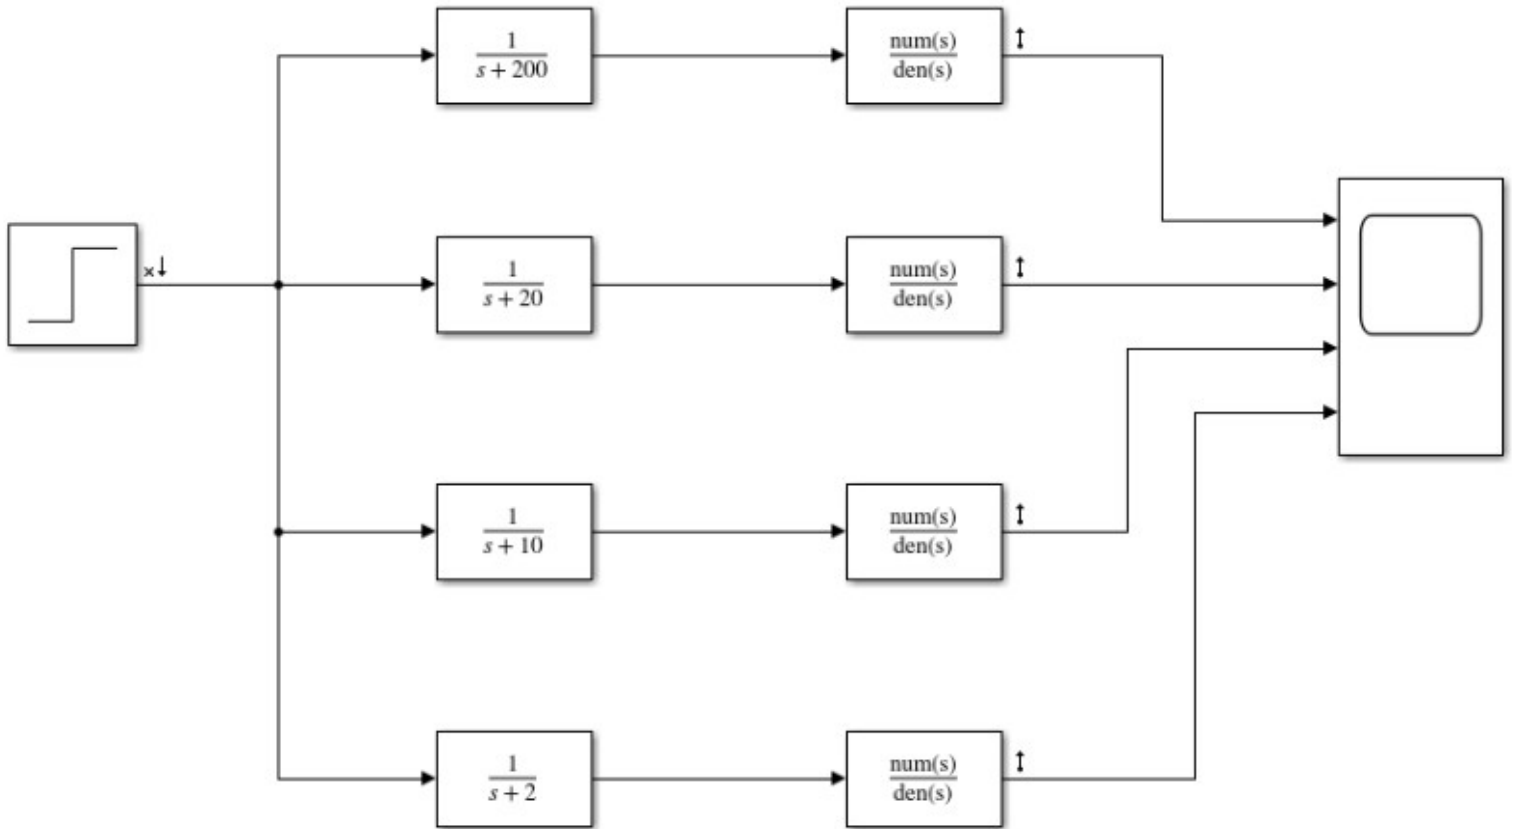 1
s + 200
num(s)
den(s)
1
s + 20
num(s)
den(s)
1
s + 10
num(s)
den(s)
1
s + 2
num(s)
den(s)